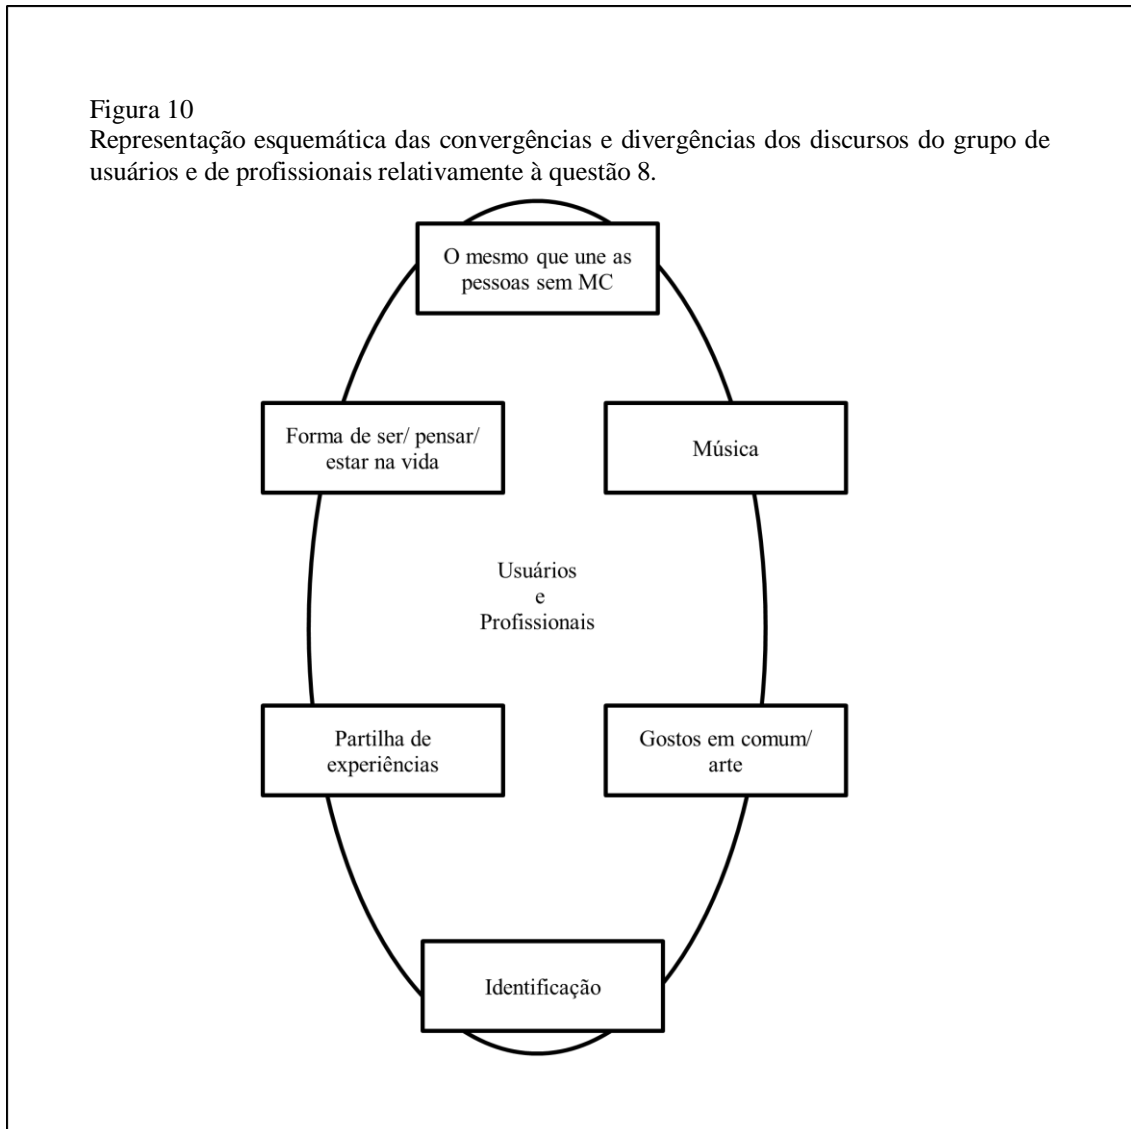 Figura 10
Representação esquemática das convergências e divergências dos discursos do grupo de
usuários e de profissionais relativamente à questão 8.
O mesmo que une as
pessoas sem MC
Forma de ser/ pensar/
estar na vida
Música
Usuários
e
Profissionais
Partilha de
experiências
Gostos em comum/
arte
Identificação